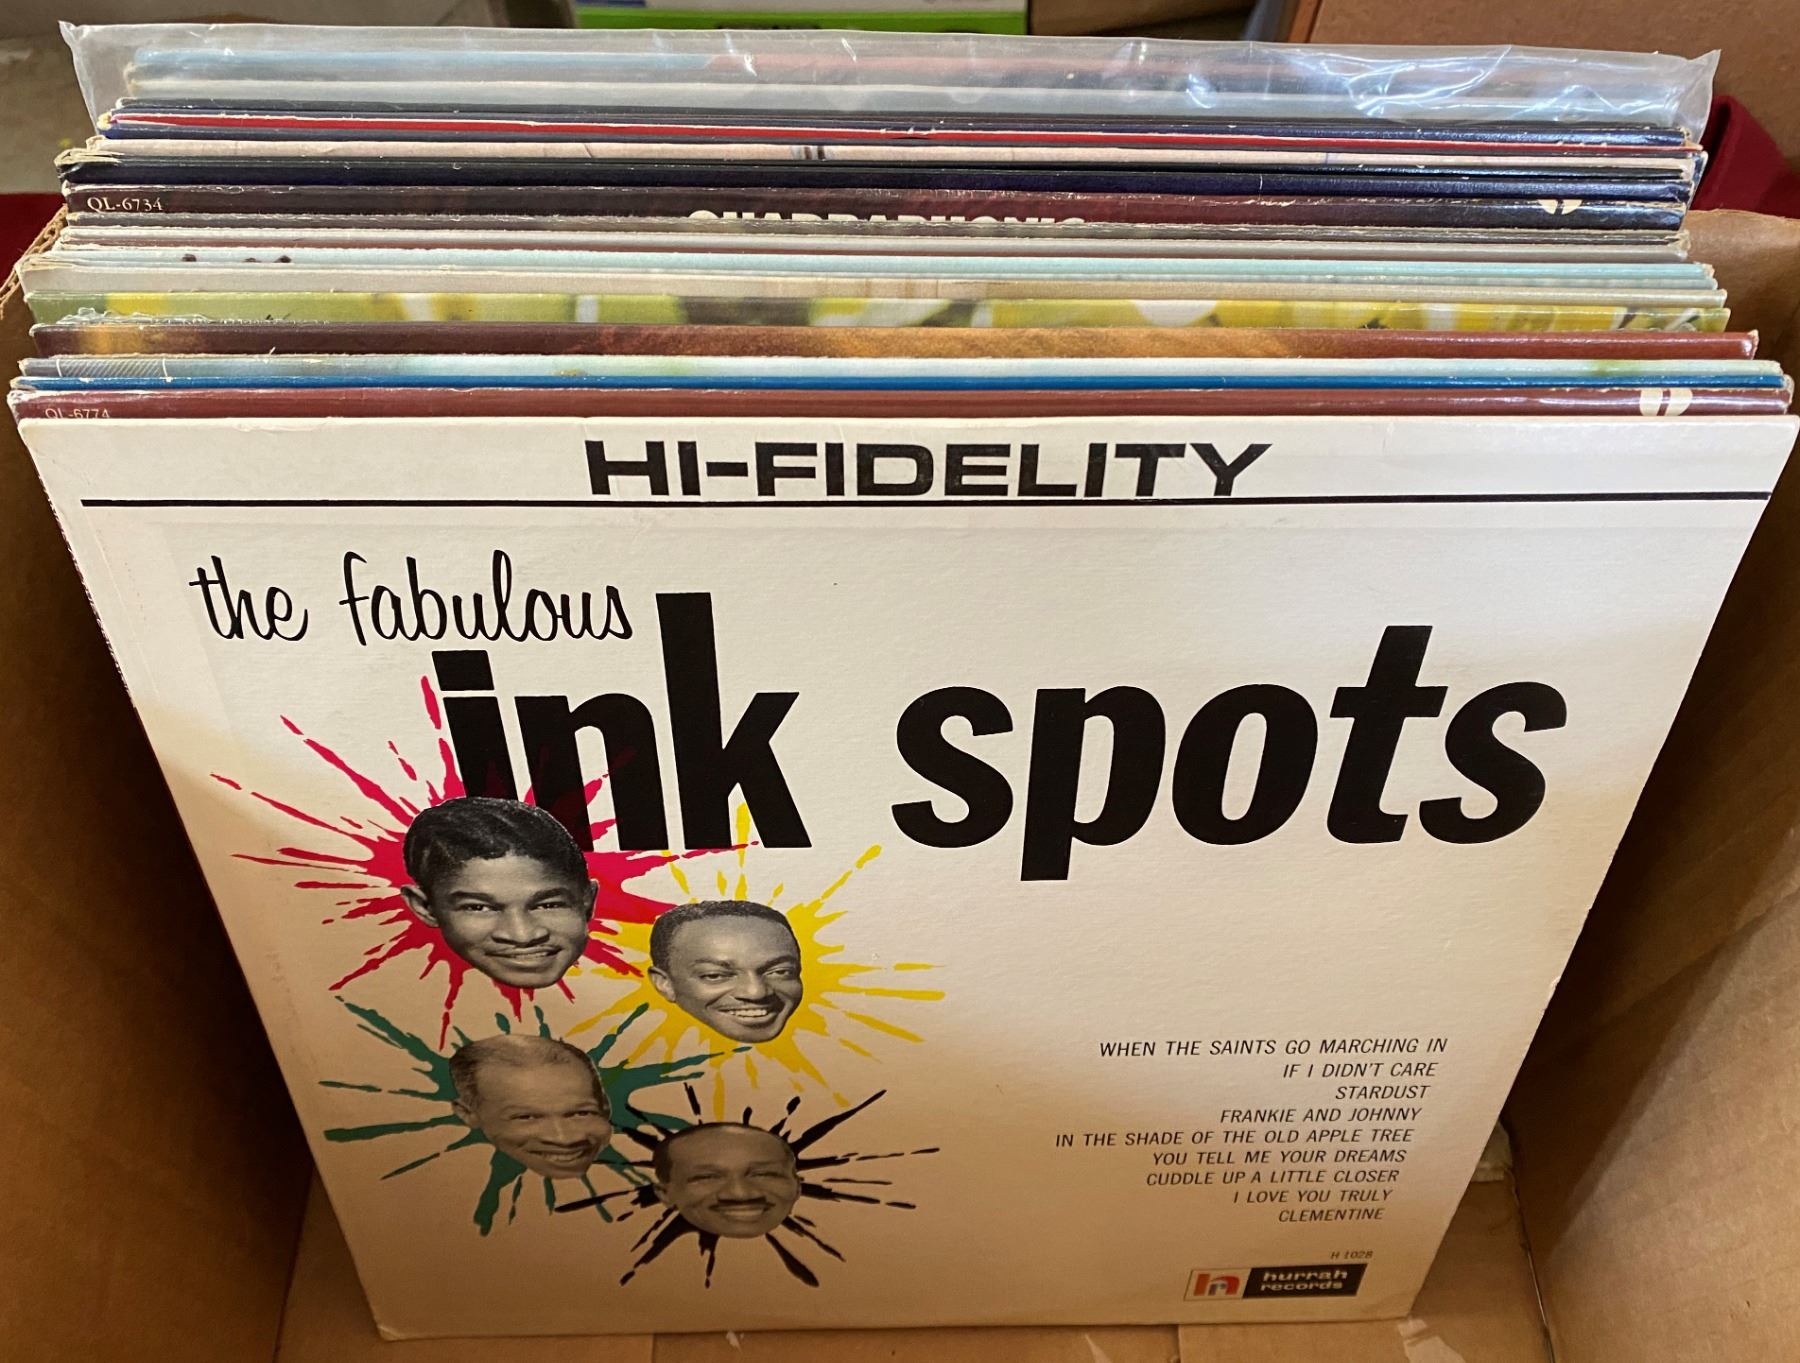 QL-6734
QUADRAPHONIC
QL-6774
HI-FIDELITY
the fabulous
ink spots
WHEN THE SAINTS GO MARCHING IN
IF I DIDN'T CARE
STARDUST
FRANKIE AND JOHNNY
IN THE SHADE OF THE OLD APPLE TREE
YOU TELL ME YOUR DREAMS
CUDDLE UP A LITTLE CLOSER
I LOVE YOU TRULY
CLEMENTINE
H 1028
hr hurrah
records